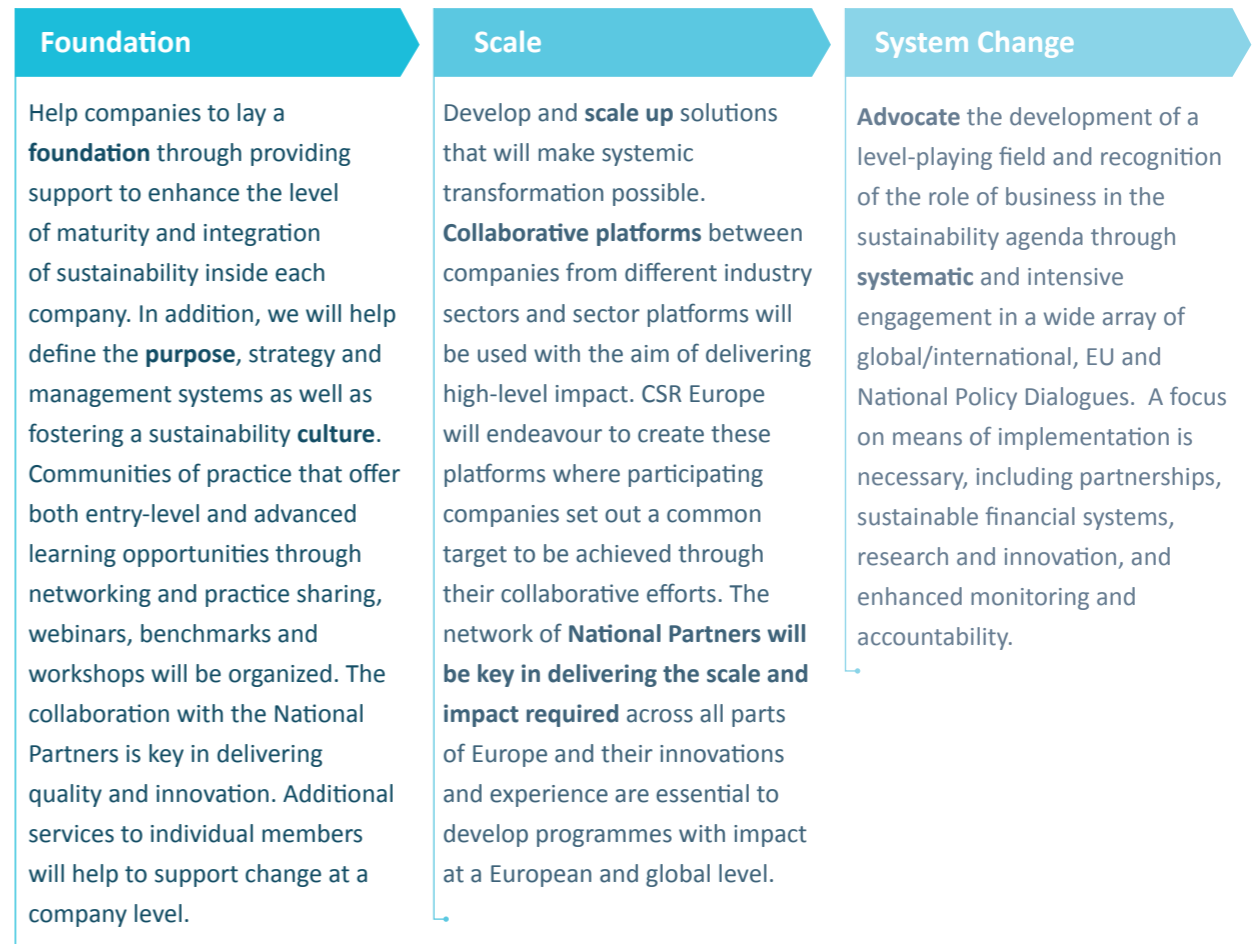 Foundation
Help companies to lay a
foundation through providing
support to enhance the level
of maturity and integration
of sustainability inside each
company. In addition, we will help
define the purpose, strategy and
management systems as well as
fostering a sustainability culture.
Communities of practice that offer
both entry-level and advanced
learning opportunities through
networking and practice sharing,
webinars, benchmarks and
workshops will be organized. The
collaboration with the National
Partners is key in delivering
quality and innovation. Additional
services to individual members
will help to support change at a
company level.
Scale
Develop and scale up solutions
that will make systemic
transformation possible.
Collaborative platforms between
companies from different industry
sectors and sector platforms will
be used with the aim of delivering
high-level impact. CSR Europe
will endeavour to create these
platforms where participating
companies set out a common
target to be achieved through
their collaborative efforts. The
network of National Partners will
be key in delivering the scale and
impact required across all parts
of Europe and their innovations
and experience are essential to
develop programmes with impact
at a European and global level.
System Change
Advocate the development of a
level-playing field and recognition
of the role of business in the
sustainability agenda through
systematic and intensive
engagement in a wide array of
global/international, EU and
National Policy Dialogues.  A focus
on means of implementation is
necessary, including partnerships,
sustainable financial systems,
research and innovation, and
enhanced monitoring and
accountability.